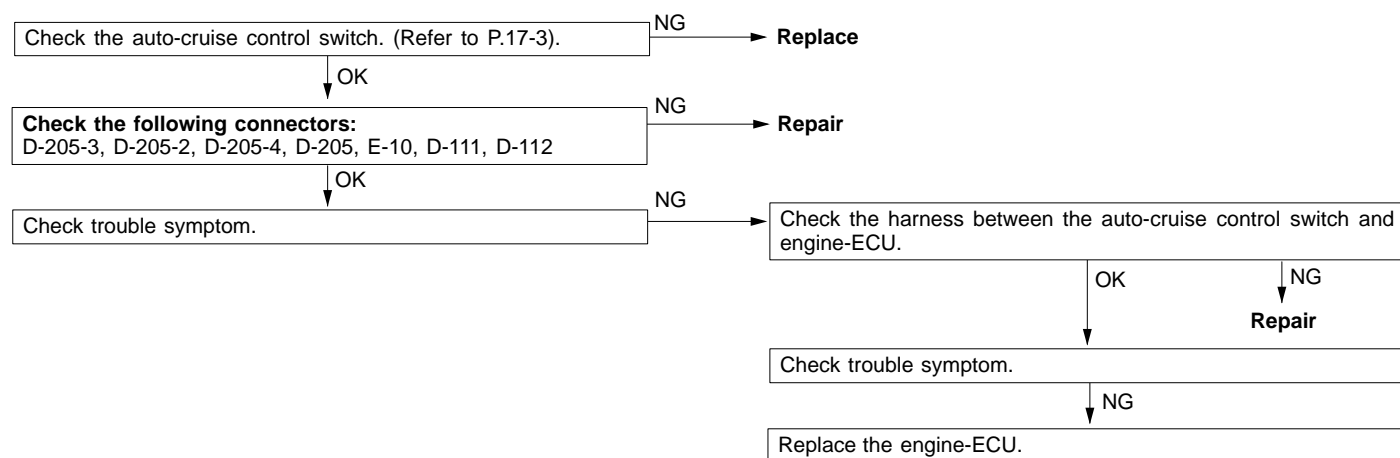 Check the auto-cruise control switch. (Refer to P.17-3).
NG
Replace
OK
Check the following connectors:
D-205-3, D-205-2, D-205-4, D-205, E-10, D-111, D-112
NG
Repair
OK
Check trouble symptom.
NG
Check the harness between the auto-cruise control switch and
engine-ECU.
OK
NG
Repair
Check trouble symptom.
NG
Replace the engine-ECU.